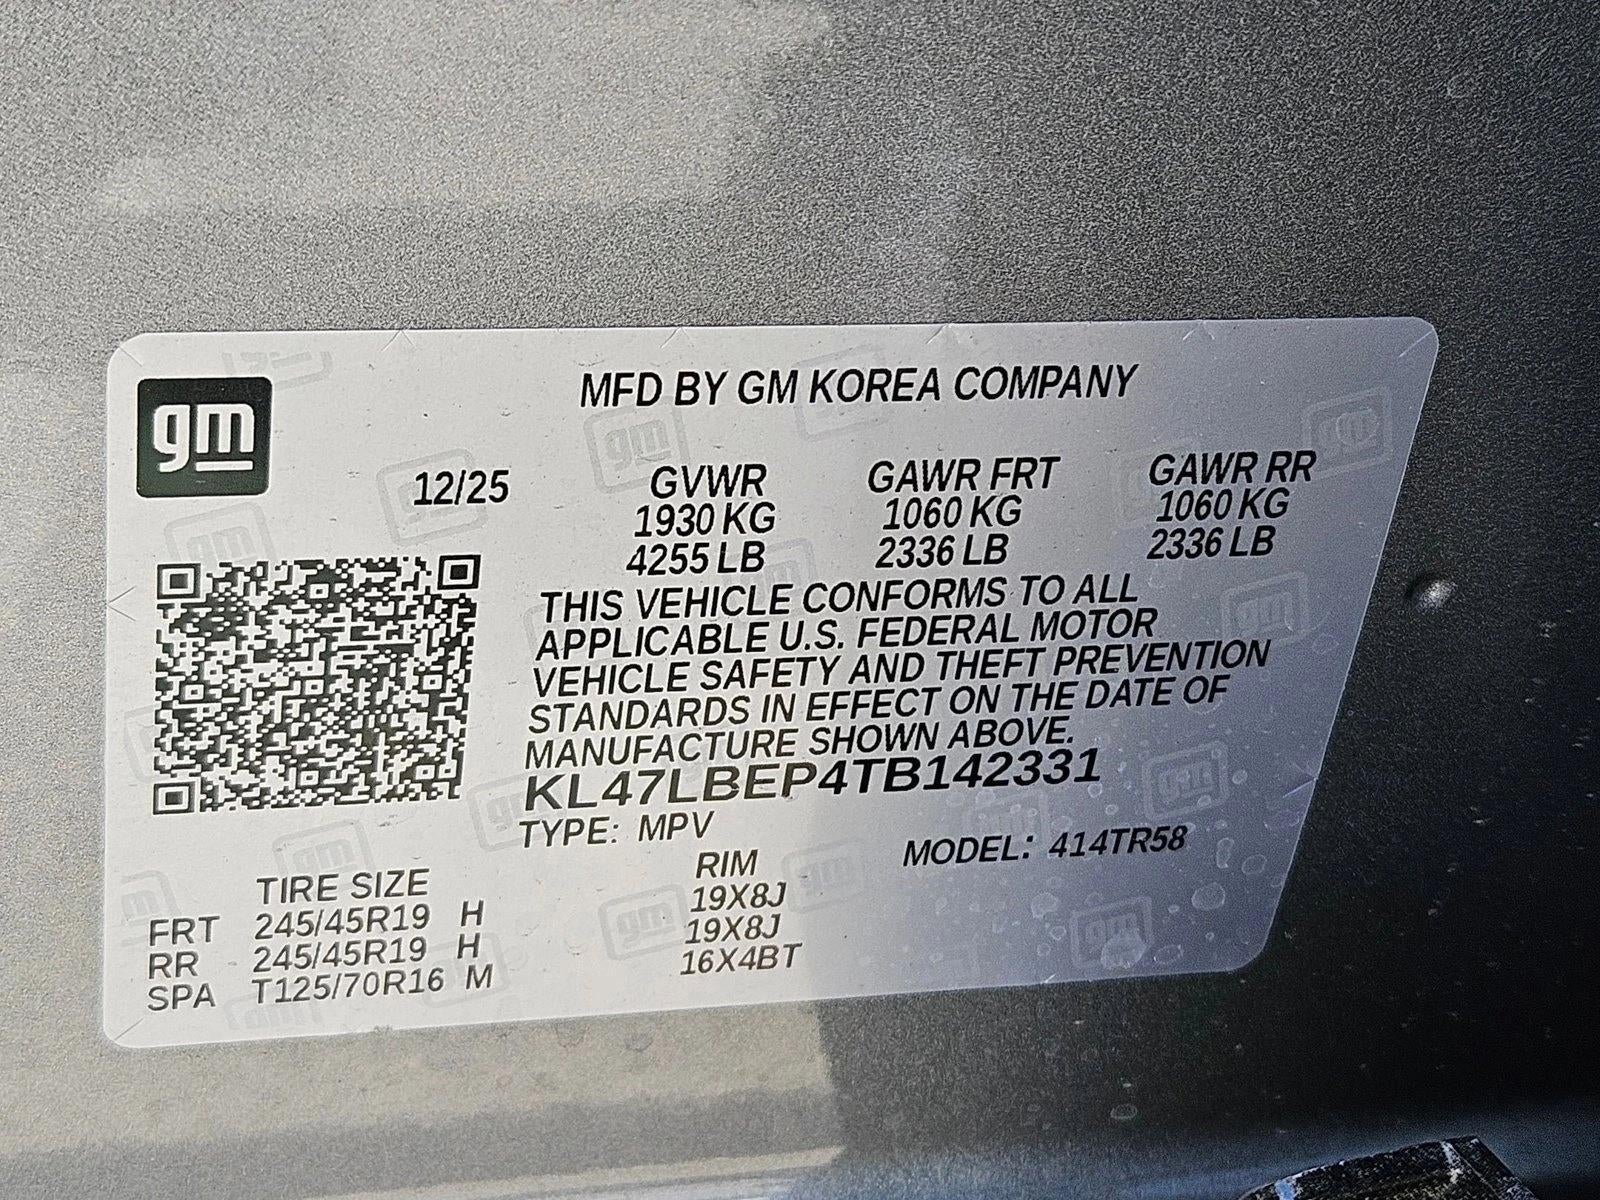 gm
MFD BY GM KOREA COMPANY
12/25 GVWR GAWR FRT GAWR RR
1930 KG 1060 KG 1060 KG
4255 LB 2336 LB 2336 LB
THIS VEHICLE CONFORMS TO ALL
APPLICABLE U.S. FEDERAL MOTOR
VEHICLE SAFETY AND THEFT PREVENTION
STANDARDS IN EFFECT ON THE DATE OF
MANUFACTURE SHOWN ABOVE.
KL47LBEP4TB142331
TYPE: MPV MODEL: 414TR58
TIRE SIZE RIM
FRT 245/45R19 H 19X8J
RR 245/45R19 H 19X8J
SPA T125/70R16 M 16X4BT